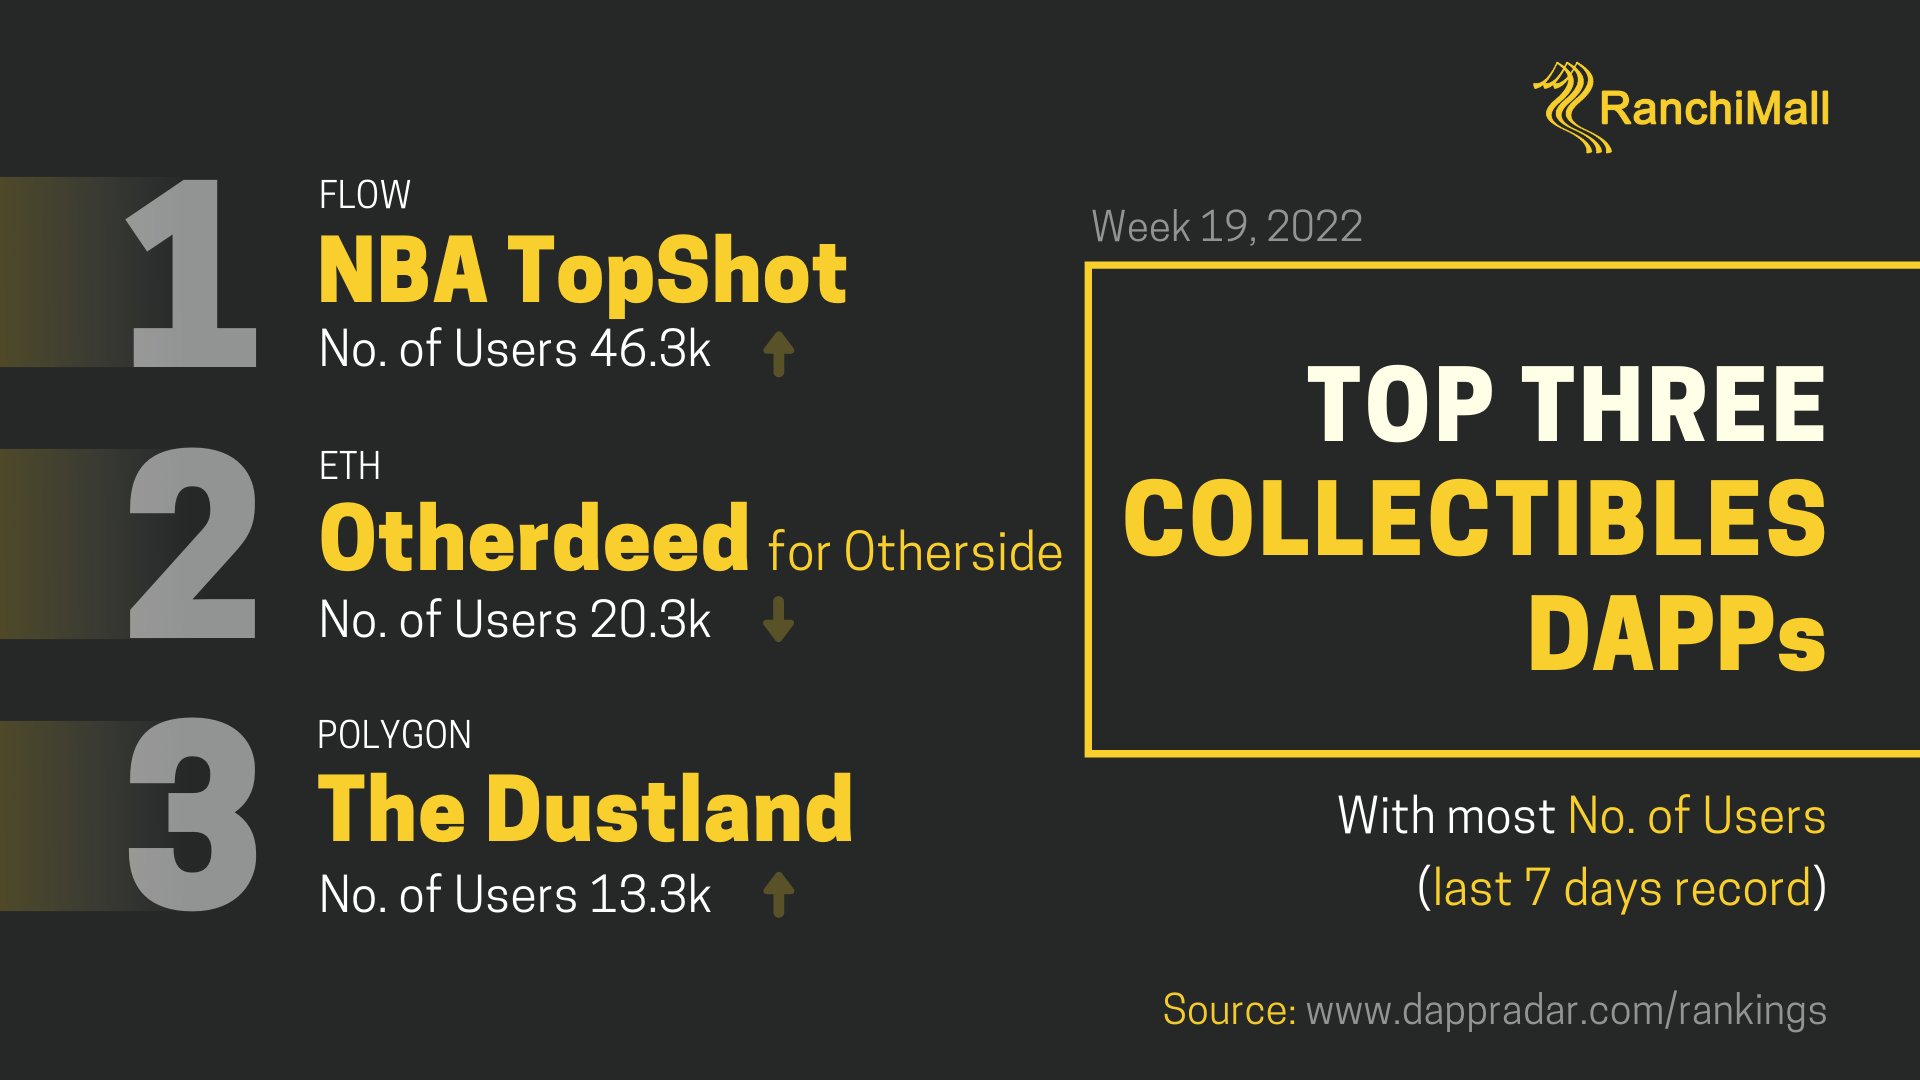 RanchiMall
1
FLOW
NBA TopShot
No. of Users 46.3k
2
ETH
Otherdeed for Otherside
No. of Users 20.3k
3
POLYGON
The Dustland
No. of Users 13.3k
Week 19, 2022
TOP THREE
COLLECTIBLES
DAPPs
With most No. of Users
(last 7 days record)
Source: www.dappradar.com/rankings